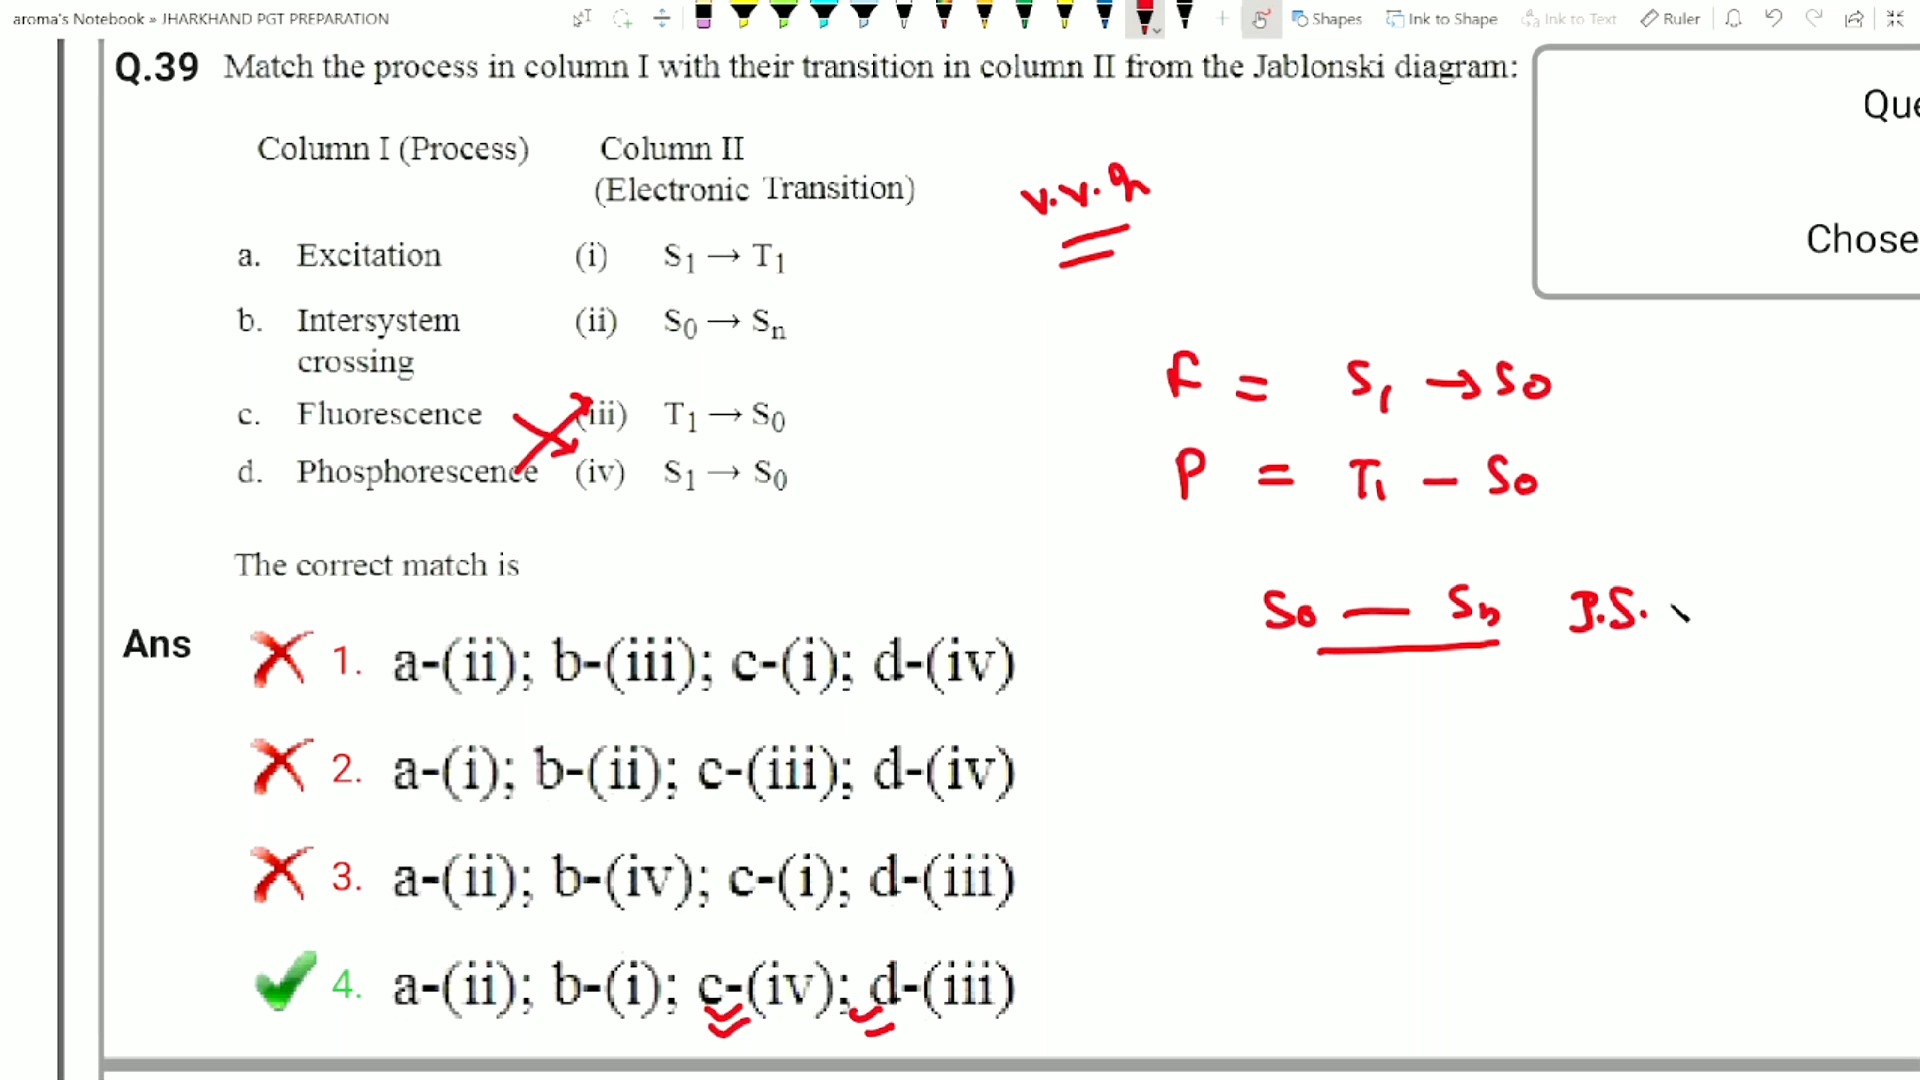 aroma's Notebook » JHARKHAND PGT PREPARATION
Shapes Ink to Shape Ink to Text Ruler
Q.39 Match the process in column I with their transition in column II from the Jablonski diagram:
Que
Chose
Column I (Process) Column II
(Electronic Transition)
v.v.
a. Excitation (i) S₁ → T₁
b. Intersystem (ii) S₀ → Sₙ
crossing
c. Fluorescence (iii) T₁ → S₀
d. Phosphorescence (iv) S₁ → S₀
F = S₁ → S₀
P = T₁ – S₀
S₀ — Sₙ
The correct match is
Ans 1. a-(ii); b-(iii); c-(i); d-(iv)
2. a-(i); b-(ii); c-(iii); d-(iv)
3. a-(ii); b-(iv); c-(i); d-(iii)
4. a-(ii); b-(i); c-(iv); d-(iii)